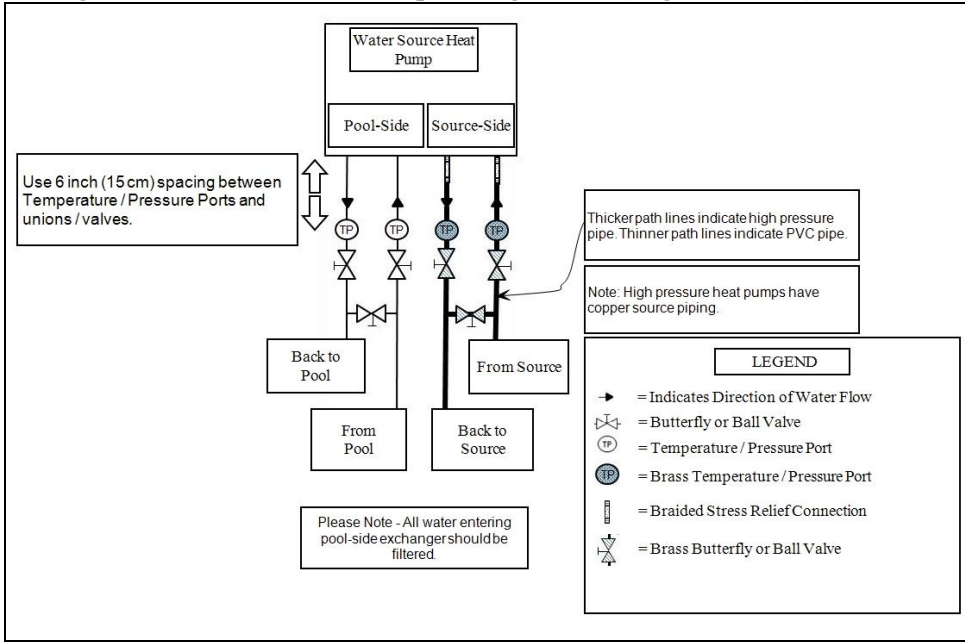 Water Source Heat
Pump
Pool-Side
Source-Side
Use 6 inch (15 cm) spacing between
Temperature / Pressure Ports and
unions / valves.
TP
TP
TP
TP
Thicker path lines indicate high pressure
pipe. Thinner path lines indicate PVC pipe.
Note: High pressure heat pumps have
copper source piping.
Back to
Pool
From Source
From
Pool
Back to
Source
LEGEND
= Indicates Direction of Water Flow
= Butterfly or Ball Valve
TP = Temperature / Pressure Port
TP = Brass Temperature / Pressure Port
= Braided Stress Relief Connection
= Brass Butterfly or Ball Valve
Please Note - All water entering
pool-side exchanger should be
filtered.